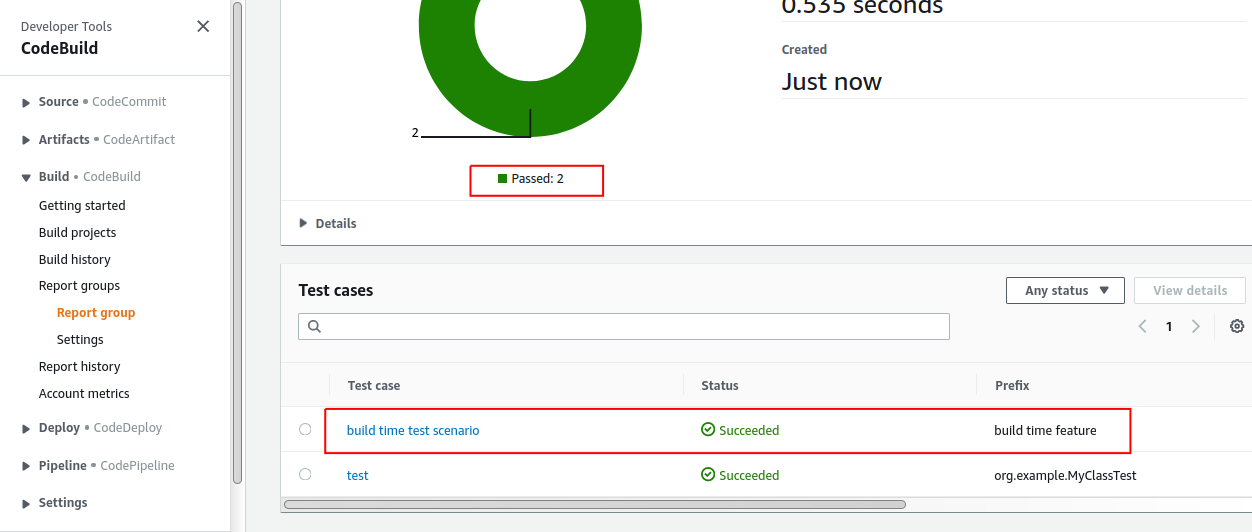 Developer Tools
CodeBuild
Source • CodeCommit
Artifacts • CodeArtifact
Build • CodeBuild
Getting started
Build projects
Build history
Report groups
Report group
Settings
Report history
Account metrics
Deploy • CodeDeploy
Pipeline • CodePipeline
Settings
0.535 seconds
Created
Just now
2
Passed: 2
Details
Test cases
Any status
View details
1
Test case Status Prefix
build time test scenario Succeeded build time feature
test Succeeded org.example.MyClassTest